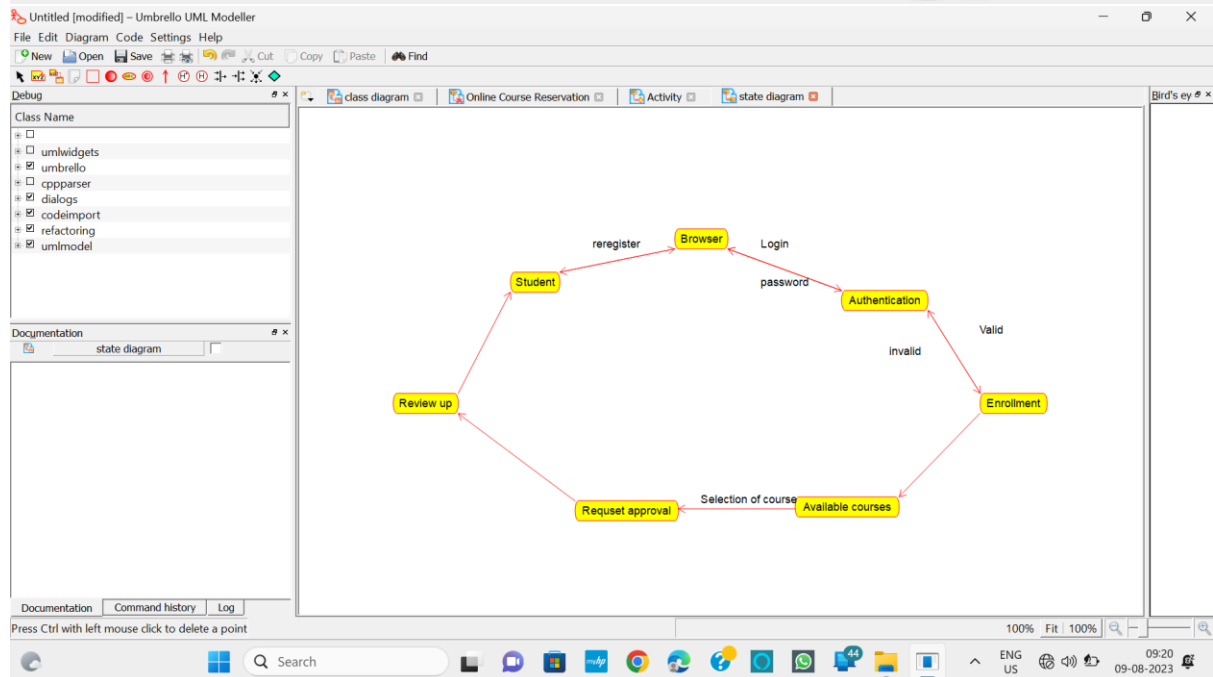 Untitled [modified] – Umbrello UML Modeller
File Edit Diagram Code Settings Help
New Open Save Cut Copy Paste Find
Debug
class diagram Online Course Reservation Activity state diagram
Bird's ey
Class Name
umlwidgets
umbrello
cppparser
dialogs
codeimport
refactoring
umlmodel
Browser
reregister
Login
Student
password
Authentication
Valid
invalid
Documentation
state diagram
Review up
Enrollment
Selection of course
Requset approval
Available courses
Documentation Command history Log
Press Ctrl with left mouse click to delete a point
100% Fit 100%
Search
myhp
44
ENG
US
09:20
09-08-2023